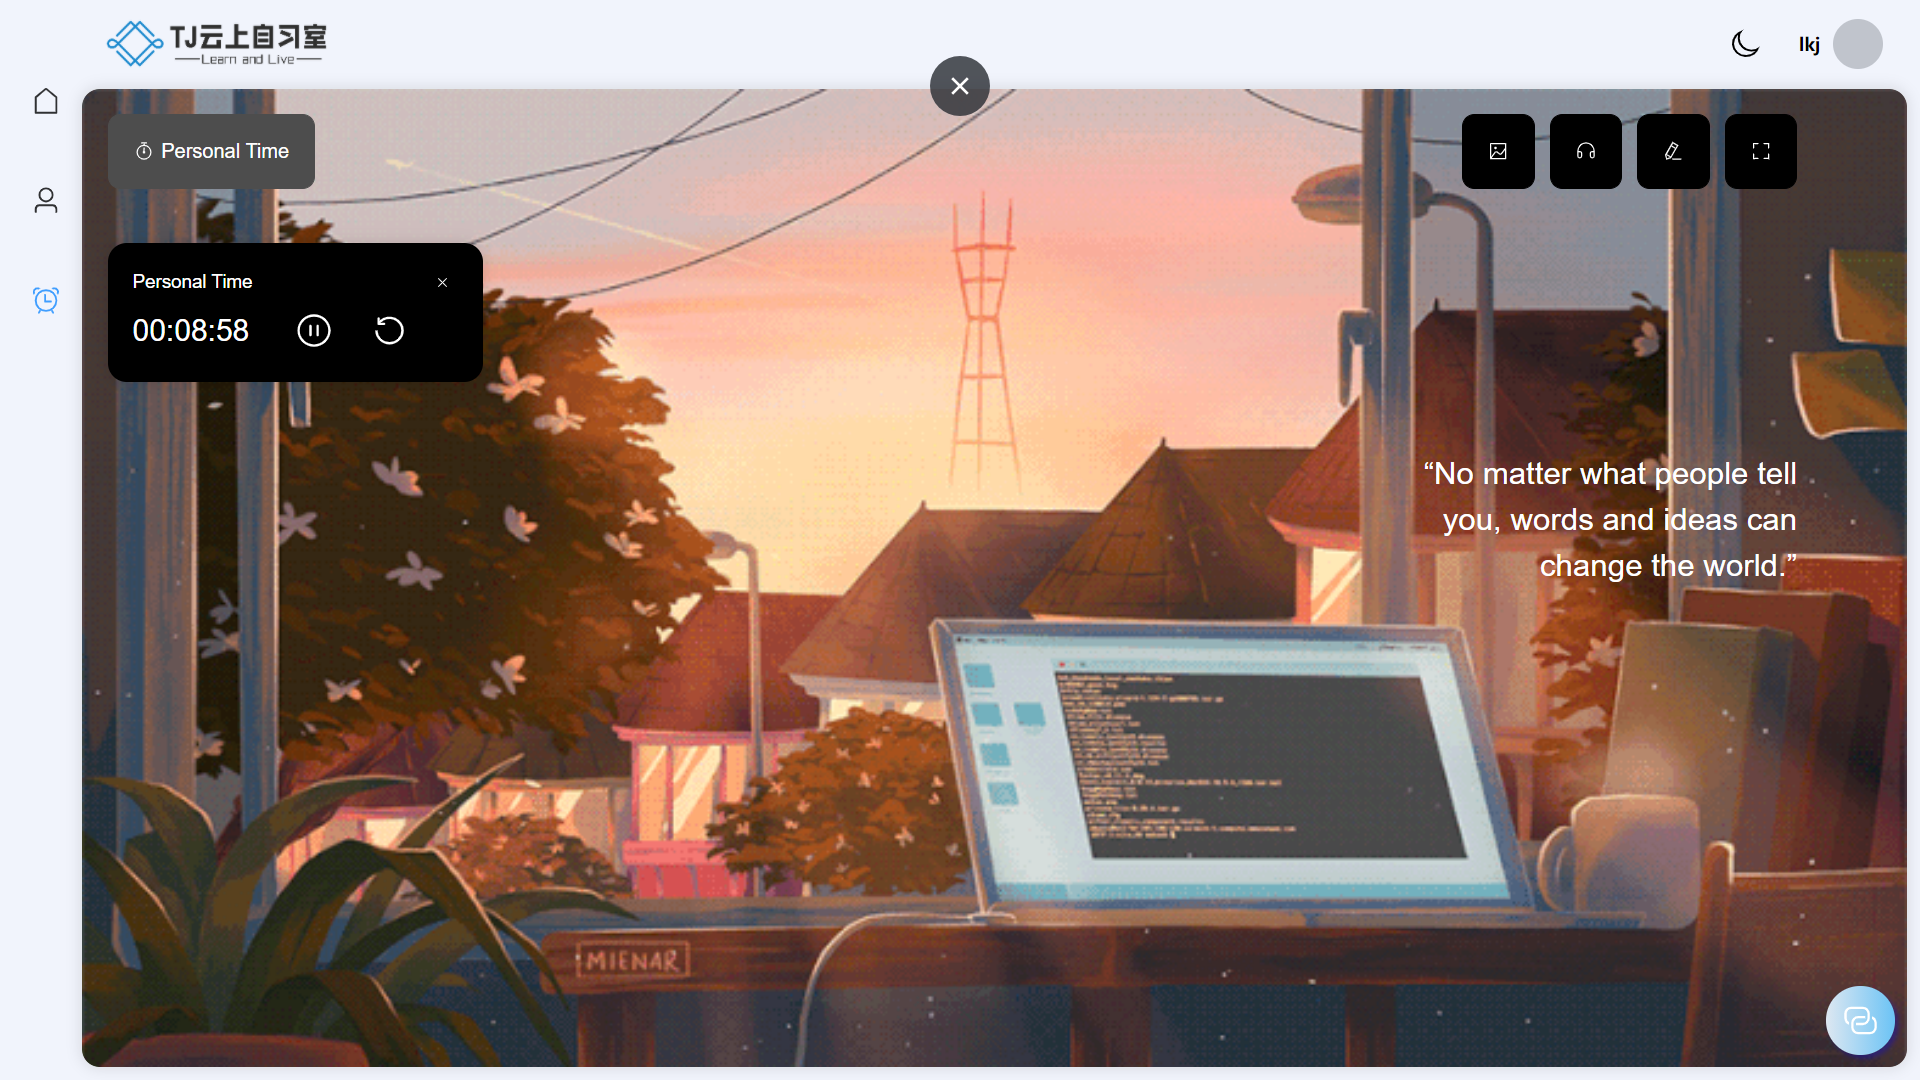 TJ云上自习室
Learn and Live
lkj
Personal Time
Personal Time
00:08:58
“No matter what people tell
you, words and ideas can
change the world.”
MIENAR